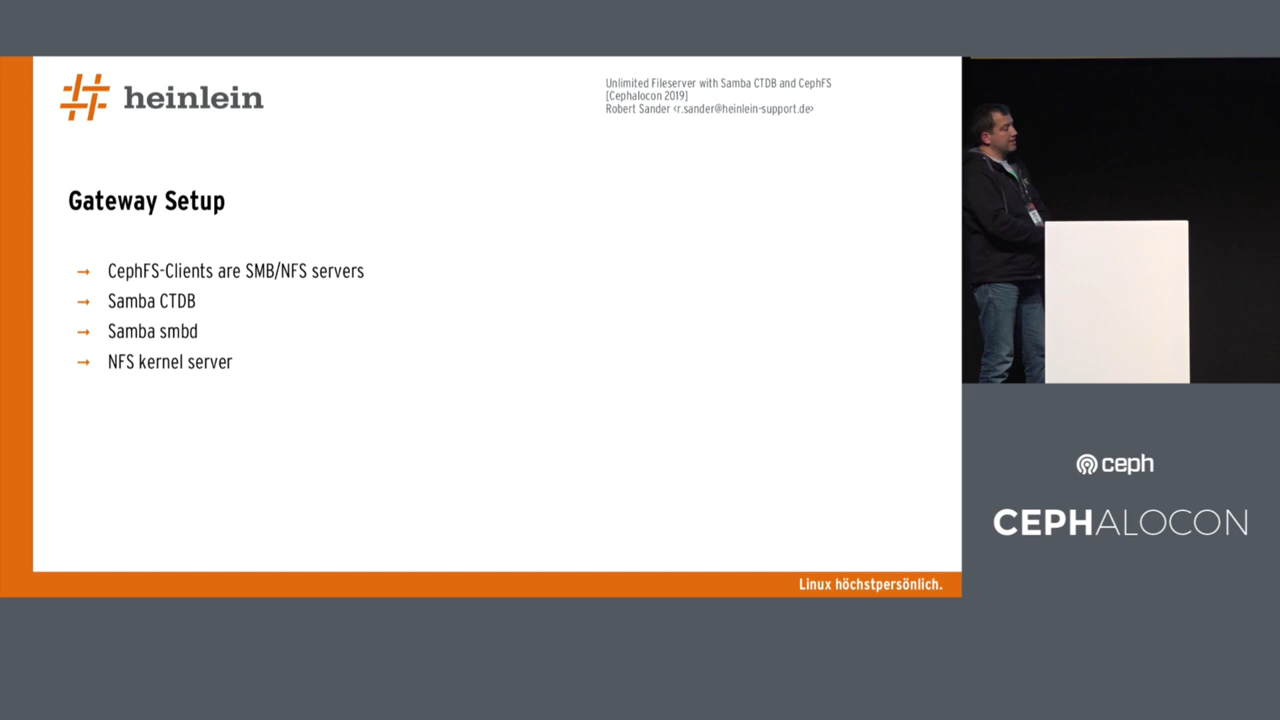 heinlein
Unlimited Fileserver with Samba CTDB and CephFS
[Cephalocon 2019]
Robert Sander <r.sander@heinlein-support.de>
Gateway Setup
→ CephFS-Clients are SMB/NFS servers
→ Samba CTDB
→ Samba smbd
→ NFS kernel server
Linux höchstpersönlich.
ceph
CEPHALOCON